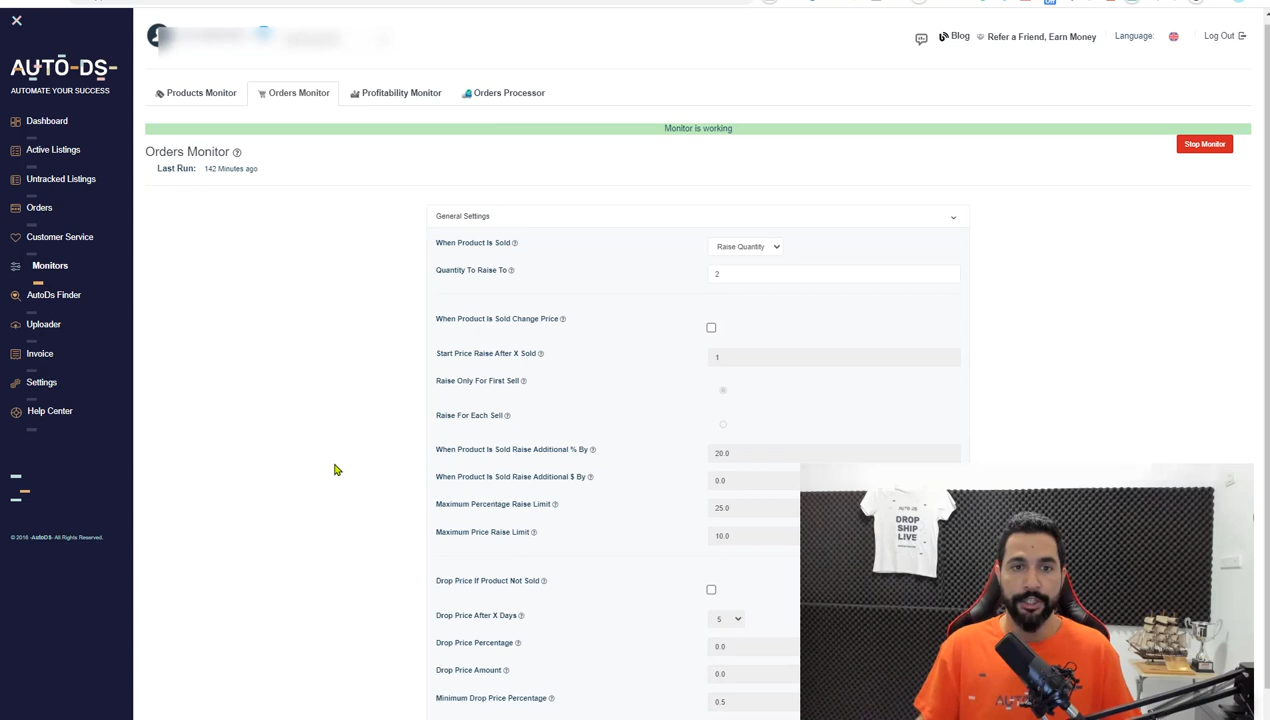 Blog
Refer a Friend, Earn Money
Language:
Log Out
AUTO-DS-
AUTOMATE YOUR SUCCESS
Dashboard
Active Listings
Untracked Listings
Orders
Customer Service
Monitors
AutoDs Finder
Uploader
Invoice
Settings
Help Center
© 2016 -AutoDS- All Rights Reserved.
Products Monitor
Orders Monitor
Profitability Monitor
Orders Processor
Monitor is working
Orders Monitor
Stop Monitor
Last Run: 142 Minutes ago
General Settings
When Product Is Sold Raise Quantity
Quantity To Raise To 2
When Product Is Sold Change Price
Start Price Raise After X Sold 1
Raise Only For First Sell
Raise For Each Sell
When Product Is Sold Raise Additional % By 20.0
When Product Is Sold Raise Additional $ By 0.0
Maximum Percentage Raise Limit 25.0
Maximum Price Raise Limit 10.0
Drop Price If Product Not Sold
Drop Price After X Days 5
Drop Price Percentage 0.0
Drop Price Amount 0.0
Minimum Drop Price Percentage 0.5
AUTO-DS
DROP
SHIP
LIVE